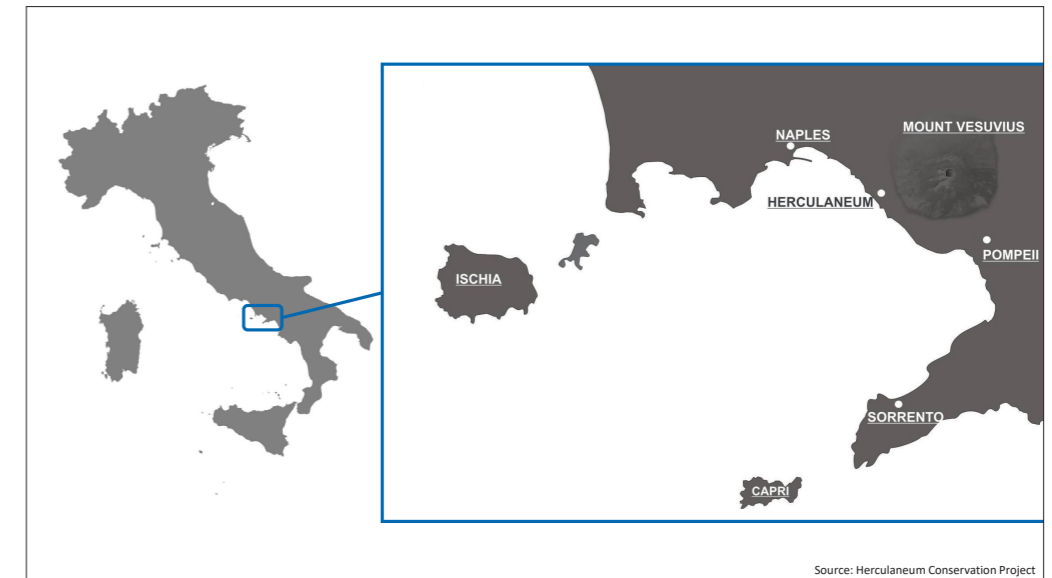 NAPLES
MOUNT VESUVIUS
HERCULANEUM
POMPEII
ISCHIA
SORRENTO
CAPRI
Source: Herculaneum Conservation Project